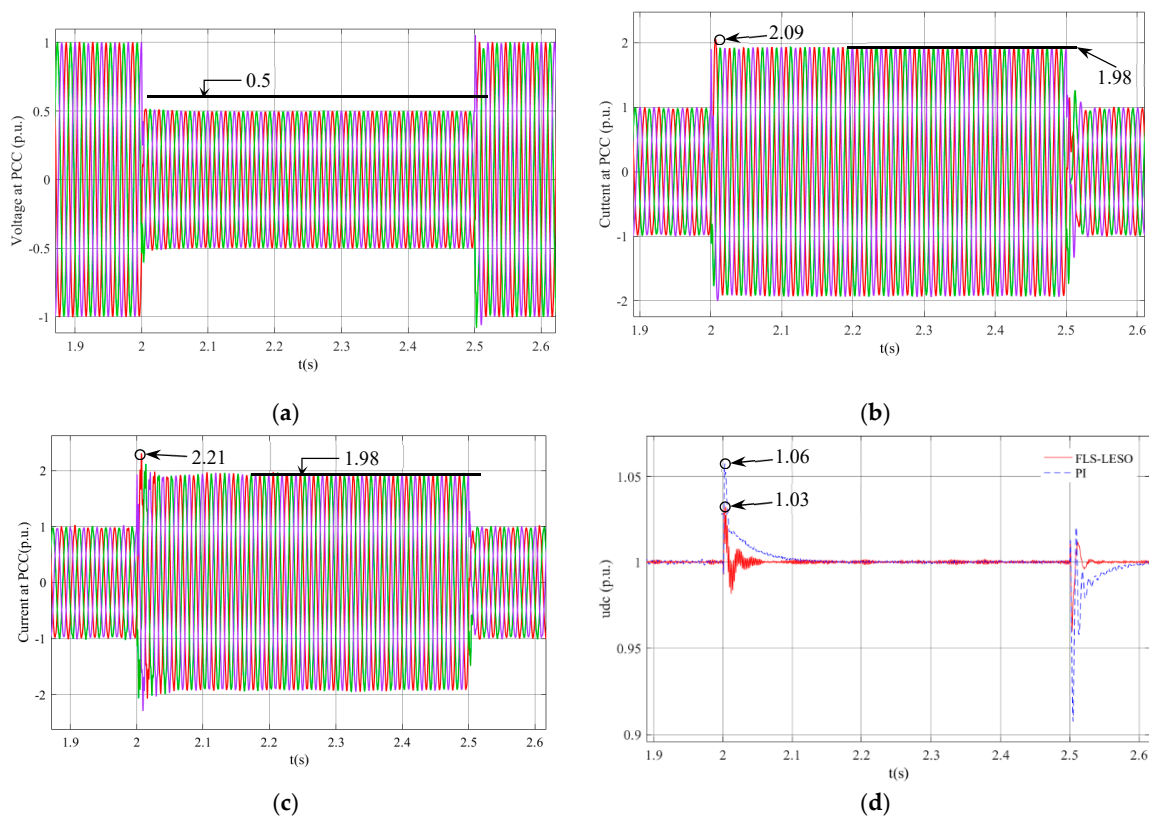 Voltage at PCC (p.u.)
1
0.5
0
-0.5
-1
0.5
1.9 2 2.1 2.2 2.3 2.4 2.5 2.6
t(s)
(a)
Cuttent at PCC (p.u.)
2
1
0
-1
-2
2.09
1.98
1.9 2 2.1 2.2 2.3 2.4 2.5 2.6
t(s)
(b)
Current at PCC(p.u.)
2
1
0
-1
-2
2.21
1.98
1.9 2 2.1 2.2 2.3 2.4 2.5 2.6
t(s)
(c)
udc (p.u.)
1.05
1
0.95
0.9
1.06
1.03
FLS-LESO
PI
1.9 2 2.1 2.2 2.3 2.4 2.5 2.6
t(s)
(d)